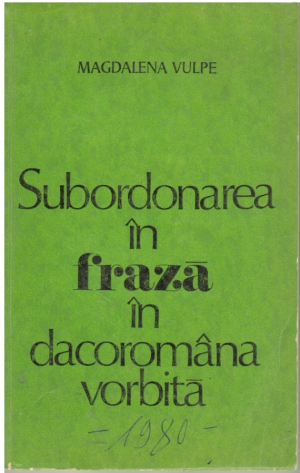 MAGDALENA VULPE
Subordonarea
în
frază
în
dacoromâna
vorbită
= 1980 =